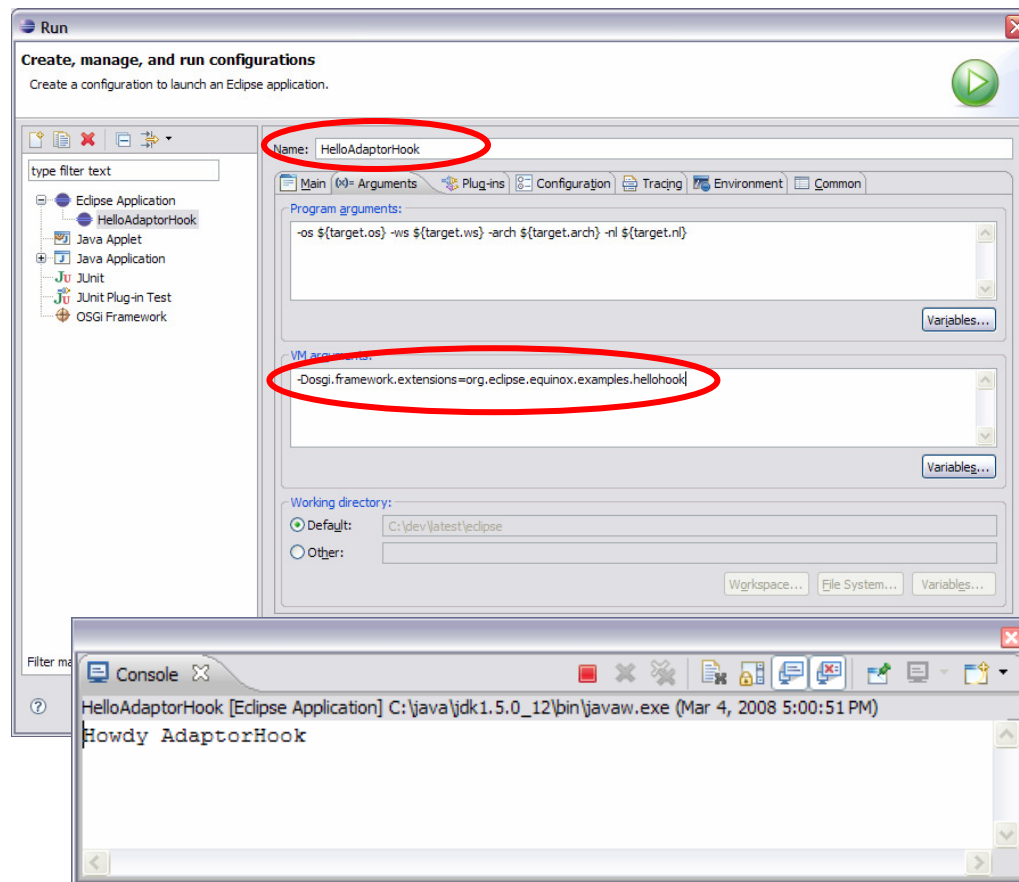 Run
Create, manage, and run configurations
Create a configuration to launch an Eclipse application.
type filter text
Eclipse Application
HelloAdaptorHook
Java Applet
Java Application
JUnit
JUnit Plug-in Test
OSGi Framework
Name: HelloAdaptorHook
Main (x)= Arguments Plug-ins Configuration Tracing Environment Common
Program arguments:
-os ${target.os} -ws ${target.ws} -arch ${target.arch} -nl ${target.nl}
Variables...
VM arguments:
-Dosgi.framework.extensions=org.eclipse.equinox.examples.hellohook
Variables...
Working directory:
Default: C:\dev\latest\eclipse
Other:
Workspace... File System... Variables...
Filter
Console
HelloAdaptorHook [Eclipse Application] C:\java\jdk1.5.0_12\bin\javaw.exe (Mar 4, 2008 5:00:51 PM)
Howdy AdaptorHook